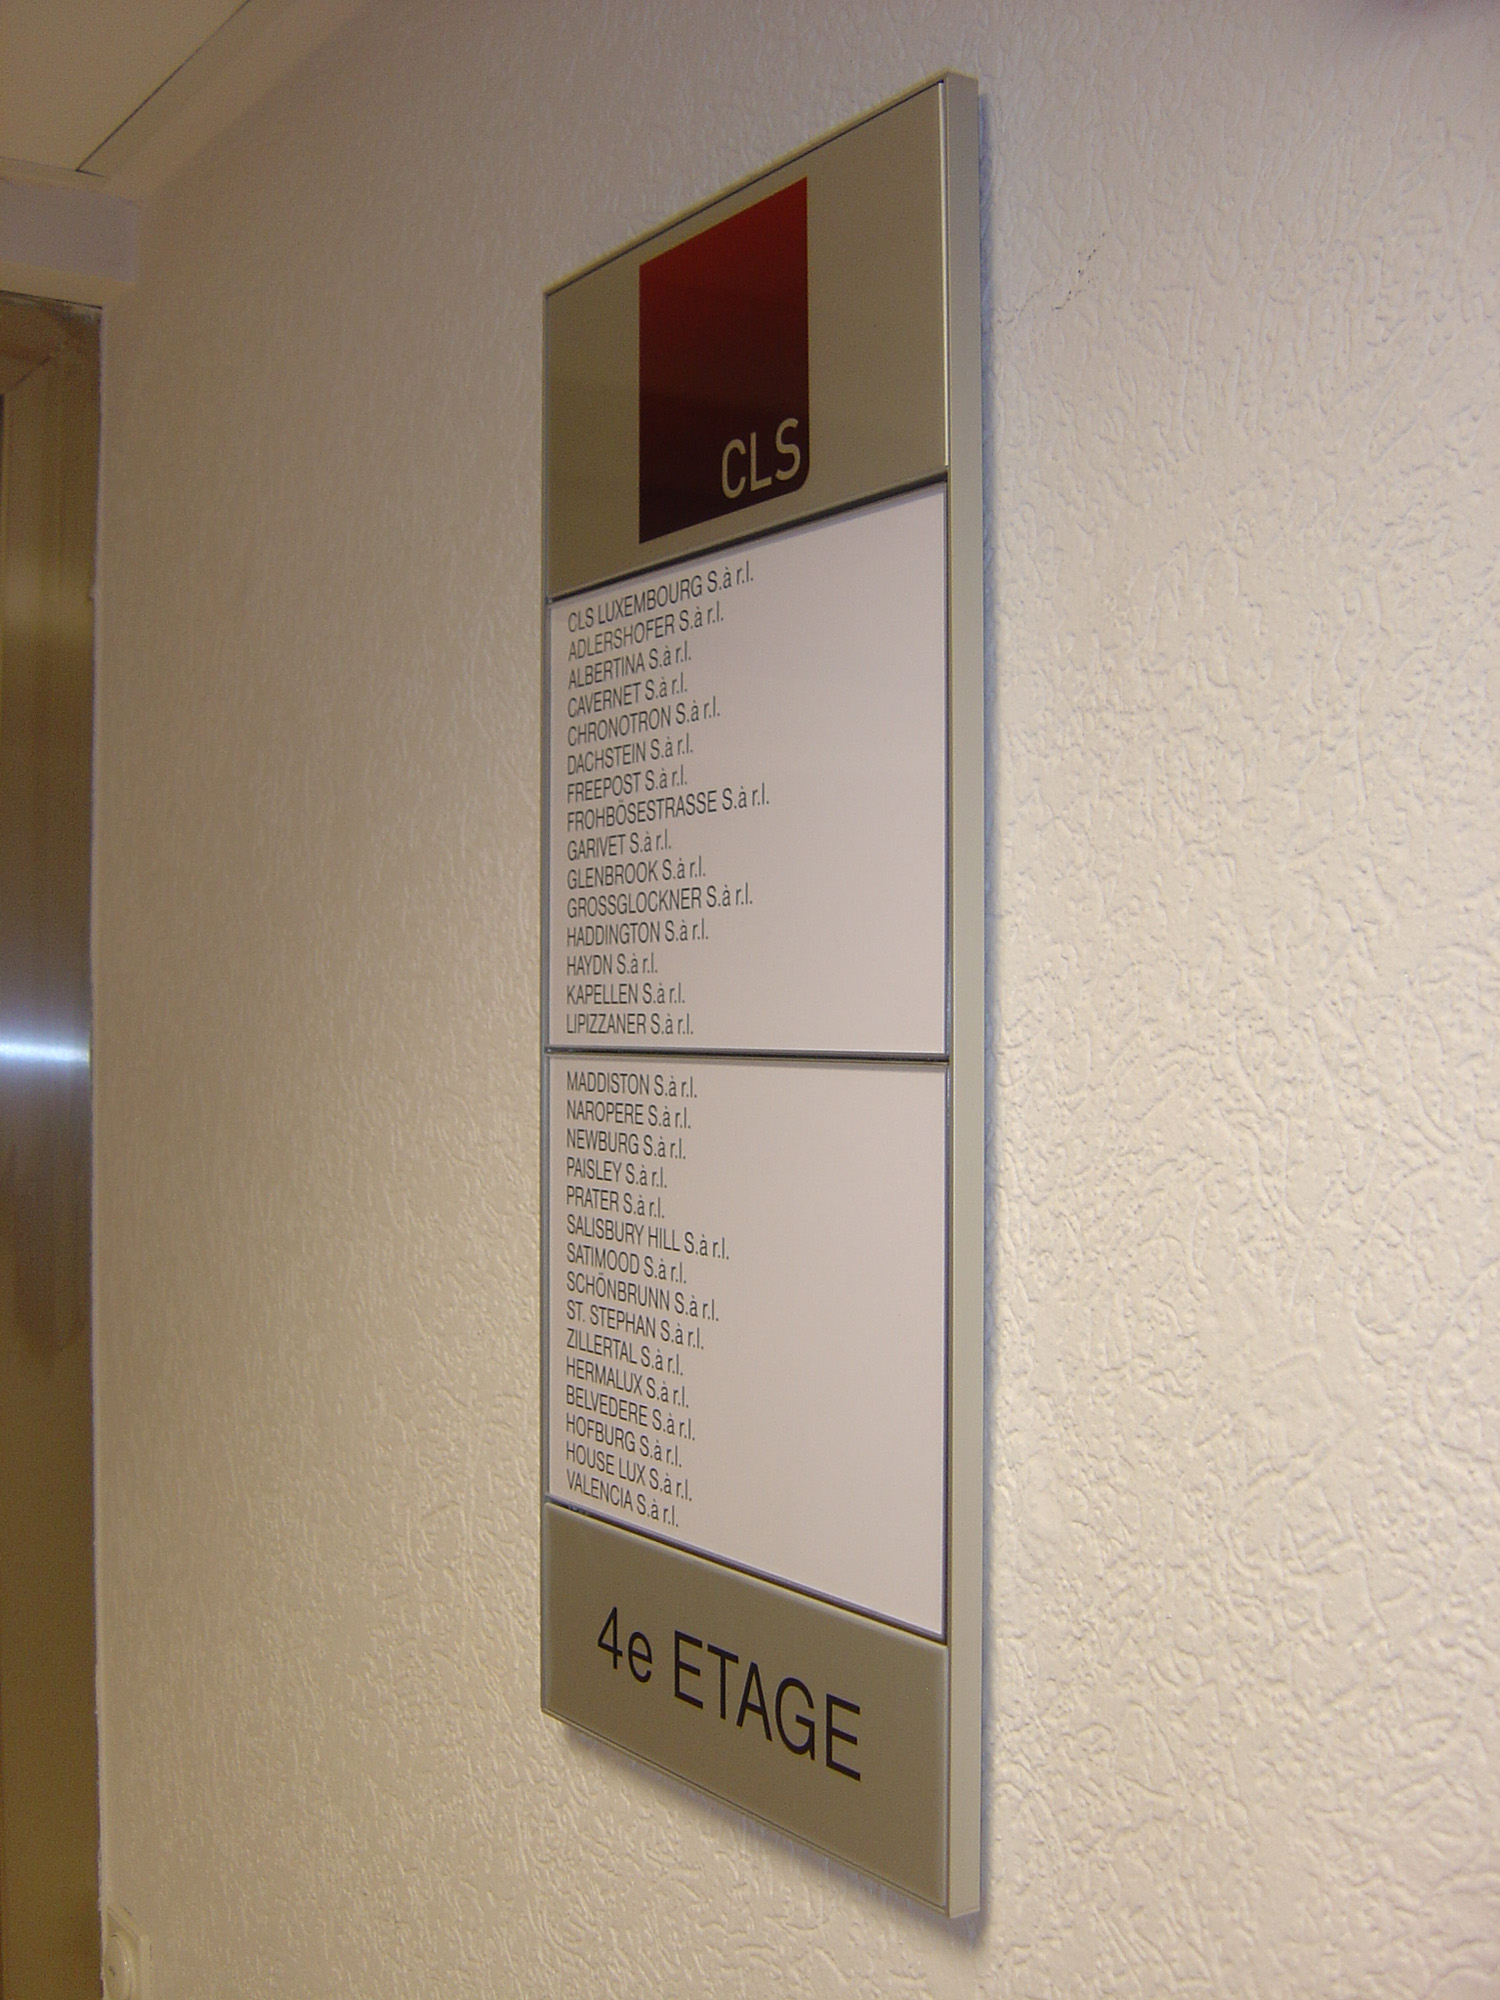 CLS
CLS LUXEMBOURG S.à r.l.
ADLERSHOFER S.à r.l.
ALBERTINA S.à r.l.
CAVERNET S.à r.l.
CHRONOTRON S.à r.l.
DACHSTEIN S.à r.l.
FREEPOST S.à r.l.
FROHBÖSESTRASSE S.à r.l.
GARIVET S.à r.l.
GLENBROOK S.à r.l.
GROSSGLOCKNER S.à r.l.
HADDINGTON S.à r.l.
HAYDN S.à r.l.
KAPELLEN S.à r.l.
LIPIZZANER S.à r.l.
MADDISTON S.à r.l.
NAROPERE S.à r.l.
NEWBURG S.à r.l.
PAISLEY S.à r.l.
PRATER S.à r.l.
SALISBURY HILL S.à r.l.
SATIMOOD S.à r.l.
SCHÖNBRUNN S.à r.l.
ST. STEPHAN S.à r.l.
ZILLERTAL S.à r.l.
HERMALUX S.à r.l.
BELVEDERE S.à r.l.
HOFBURG S.à r.l.
HOUSE LUX S.à r.l.
VALENCIA S.à r.l.
4e ETAGE